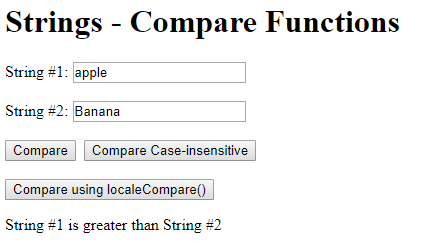 Strings - Compare Functions
String #1: apple
String #2: Banana
Compare Compare Case-insensitive
Compare using localeCompare()
String #1 is greater than String #2